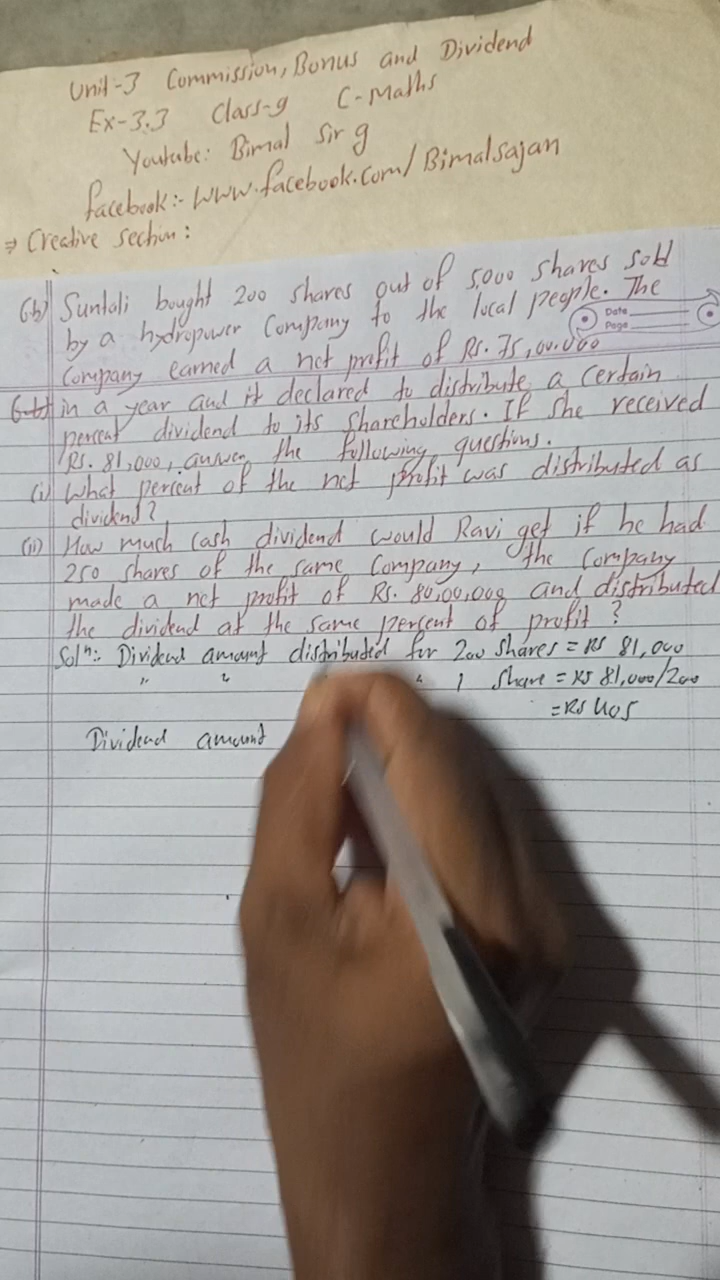 Unit-3 Commission, Bonus and Dividend
Ex-3.3 Class-9 C-Maths
Youtube: Bimal Sir g
facebook:- www.facebook.com/Bimalsajan
⇒ Creative section:
6b) Suntali bought 200 shares out of 5,000 shares sold
by a hydropower Company to the local people. The
Date
Page
Company earned a net profit of Rs. 75,00,000
in a year and it declared to distribute a certain
percent dividend to its shareholders. If she received
Rs. 81,000, answer the following questions.
(i) What percent of the net profit was distributed as
dividend?
(ii) How much cash dividend would Ravi get if he had
250 shares of the same Company, the Company
made a net profit of Rs. 80,00,000 and distributed
the dividend at the same percent of profit?
Solⁿ: Dividend amount distributed for 200 shares = Rs 81,000
" " " " 1 share = Rs 81,000/200
= Rs 405
Dividend amount